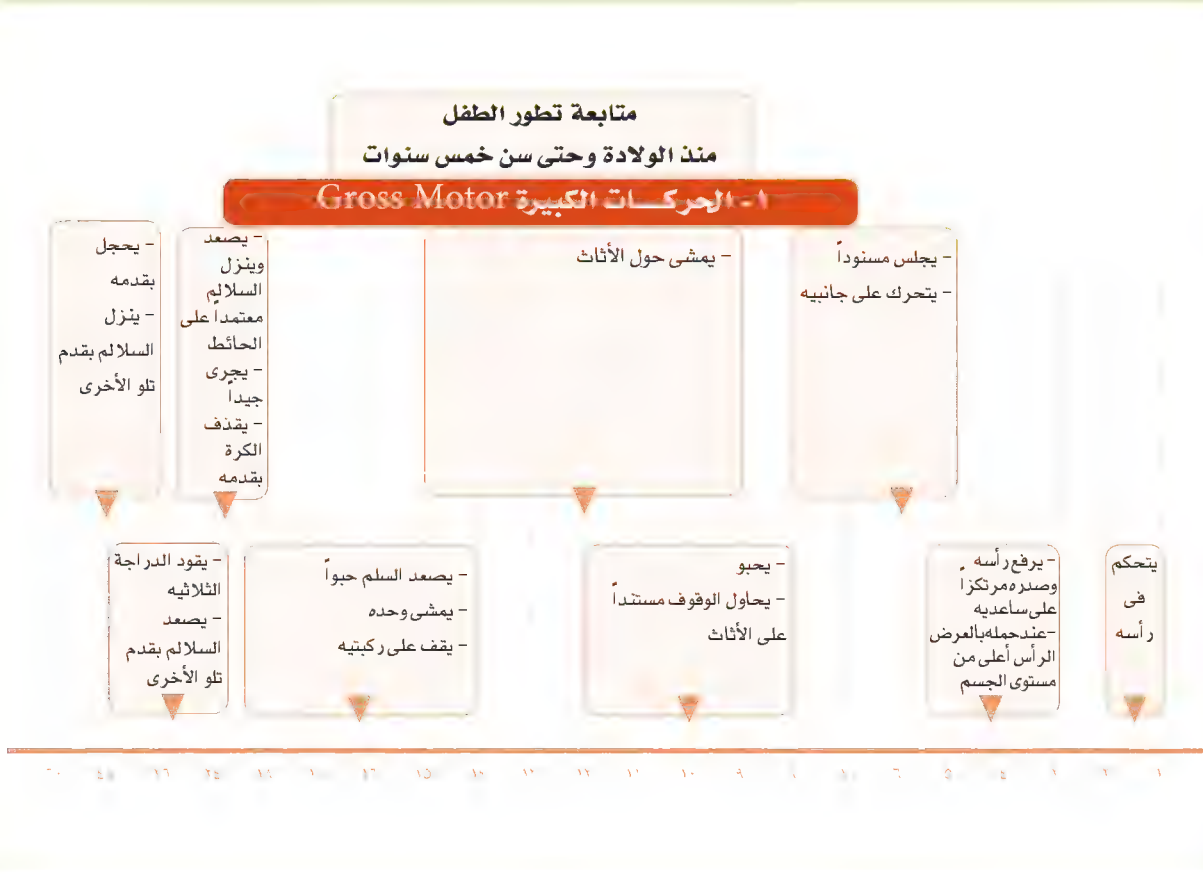 متابعة تطور الطفل
منذ الولادة وحتى سن خمس سنوات
١ - الحركــات الكبيرة Gross Motor
- يجلس مسنوداً
- يتحرك على جانبيه
- يمشى حول الأثاث
- يصعد
وينزل
السلالم
معتمداً على
الحائط
- يجرى
جيداً
- يقذف
الكرة
بقدمه
- يحجل
بقدمه
- ينزل
السلالم بقدم
تلو الأخرى
يتحكم
فى
رأسه
- يرفع رأسه
وصدره مرتكزاً
على ساعديه
- عند حمله بالعرض
الرأس أعلى من
مستوى الجسم
- يحبو
- يحاول الوقوف مستنداً
على الأثاث
- يصعد السلم حبواً
- يمشى وحده
- يقف على ركبتيه
- يقود الدراجة
الثلاثيه
- يصعد
السلالم بقدم
تلو الأخرى